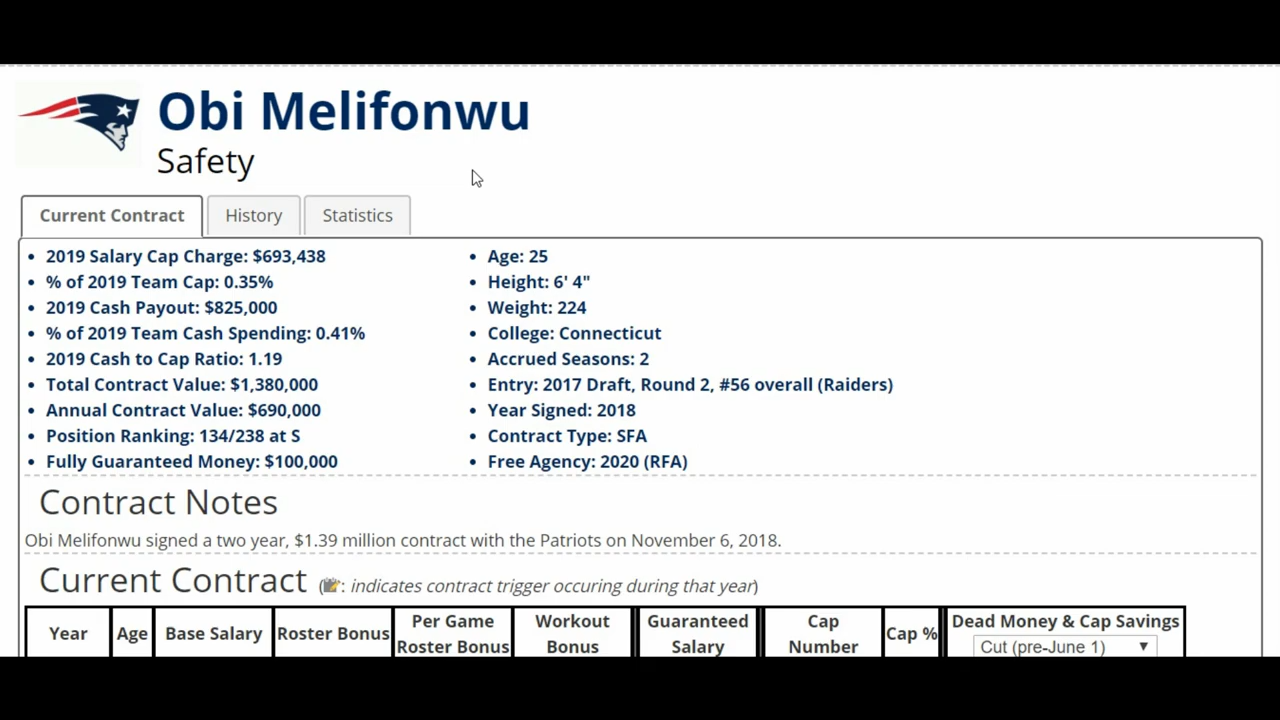 Obi Melifonwu
Safety
Current Contract History Statistics
• 2019 Salary Cap Charge: $693,438
• % of 2019 Team Cap: 0.35%
• 2019 Cash Payout: $825,000
• % of 2019 Team Cash Spending: 0.41%
• 2019 Cash to Cap Ratio: 1.19
• Total Contract Value: $1,380,000
• Annual Contract Value: $690,000
• Position Ranking: 134/238 at S
• Fully Guaranteed Money: $100,000
• Age: 25
• Height: 6' 4"
• Weight: 224
• College: Connecticut
• Accrued Seasons: 2
• Entry: 2017 Draft, Round 2, #56 overall (Raiders)
• Year Signed: 2018
• Contract Type: SFA
• Free Agency: 2020 (RFA)
Contract Notes
Obi Melifonwu signed a two year, $1.39 million contract with the Patriots on November 6, 2018.
Current Contract (: indicates contract trigger occuring during that year)
Year
Age
Base Salary
Roster Bonus
Per Game
Roster Bonus
Workout
Bonus
Guaranteed
Salary
Cap
Number
Cap %
Dead Money & Cap Savings
Cut (pre-June 1)